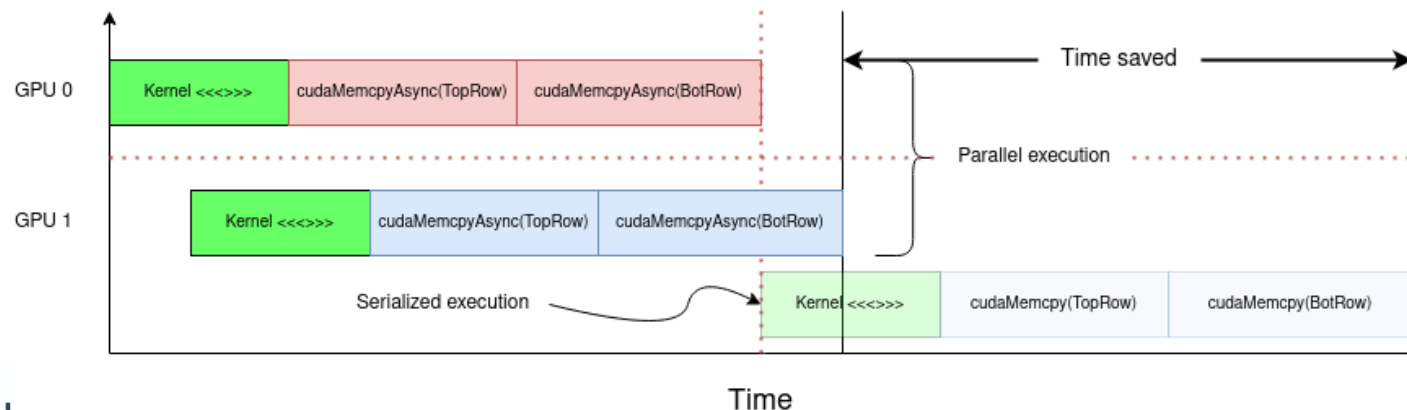 GPU 0
Kernel <<<>>>
cudaMemcpyAsync(TopRow)
cudaMemcpyAsync(BotRow)
Time saved
Parallel execution
GPU 1
Kernel <<<>>>
cudaMemcpyAsync(TopRow)
cudaMemcpyAsync(BotRow)
Serialized execution
Kernel <<<>>>
cudaMemcpy(TopRow)
cudaMemcpy(BotRow)
Time